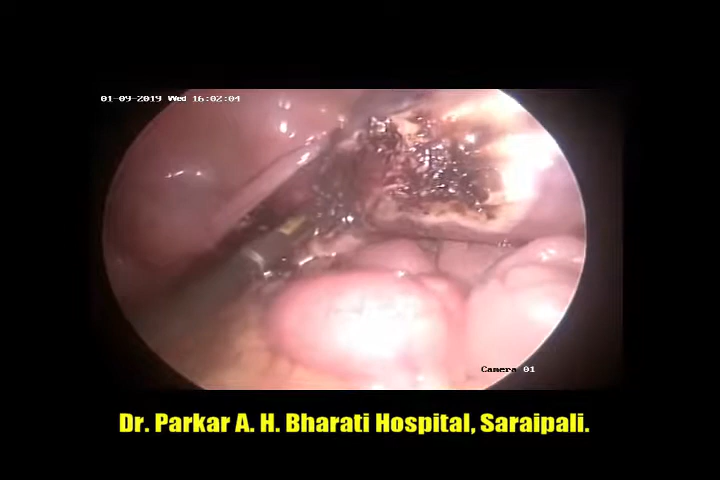 01-09-2019 Wed 16:02:04
Camera 01
Dr. Parkar A. H. Bharati Hospital, Saraipali.